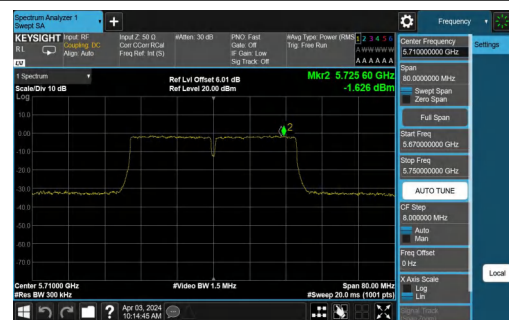 Spectrum Analyzer 1
Swept SA
Frequency
KEYSIGHT Input: RF
RL
Coupling: DC
Align: Auto
LXI
Input Z: 50 Ω
Corr CCorr RCal
Freq Ref: Int (S)
#Atten: 30 dB
PNO: Fast
Gate: Off
IF Gain: Low
Sig Track: Off
#Avg Type: Power (RMS
Trig: Free Run
1 2 3 4 5 6
A W W W W W
A A A A A A
1 Spectrum
Scale/Div 10 dB
Log
Ref Lvl Offset 6.01 dB
Ref Level 20.00 dBm
Mkr2 5.725 60 GHz
-1.626 dBm
2
10.0
0.00
-10.0
-20.0
-30.0
-40.0
-50.0
-60.0
-70.0
Center 5.71000 GHz
#Res BW 300 kHz
#Video BW 1.5 MHz
Span 80.00 MHz
#Sweep 20.0 ms (1001 pts)
Apr 03, 2024
10:14:45 AM
Center Frequency
5.710000000 GHz
Settings
Span
80.0000000 MHz
Swept Span
Zero Span
Full Span
Start Freq
5.670000000 GHz
Stop Freq
5.750000000 GHz
AUTO TUNE
CF Step
8.000000 MHz
Auto
Man
Freq Offset
0 Hz
X Axis Scale
Log
Lin
Local
Signal Track